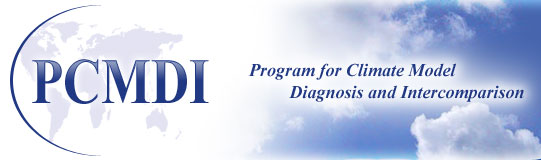 PCMDI
Program for Climate Model
Diagnosis and Intercomparison